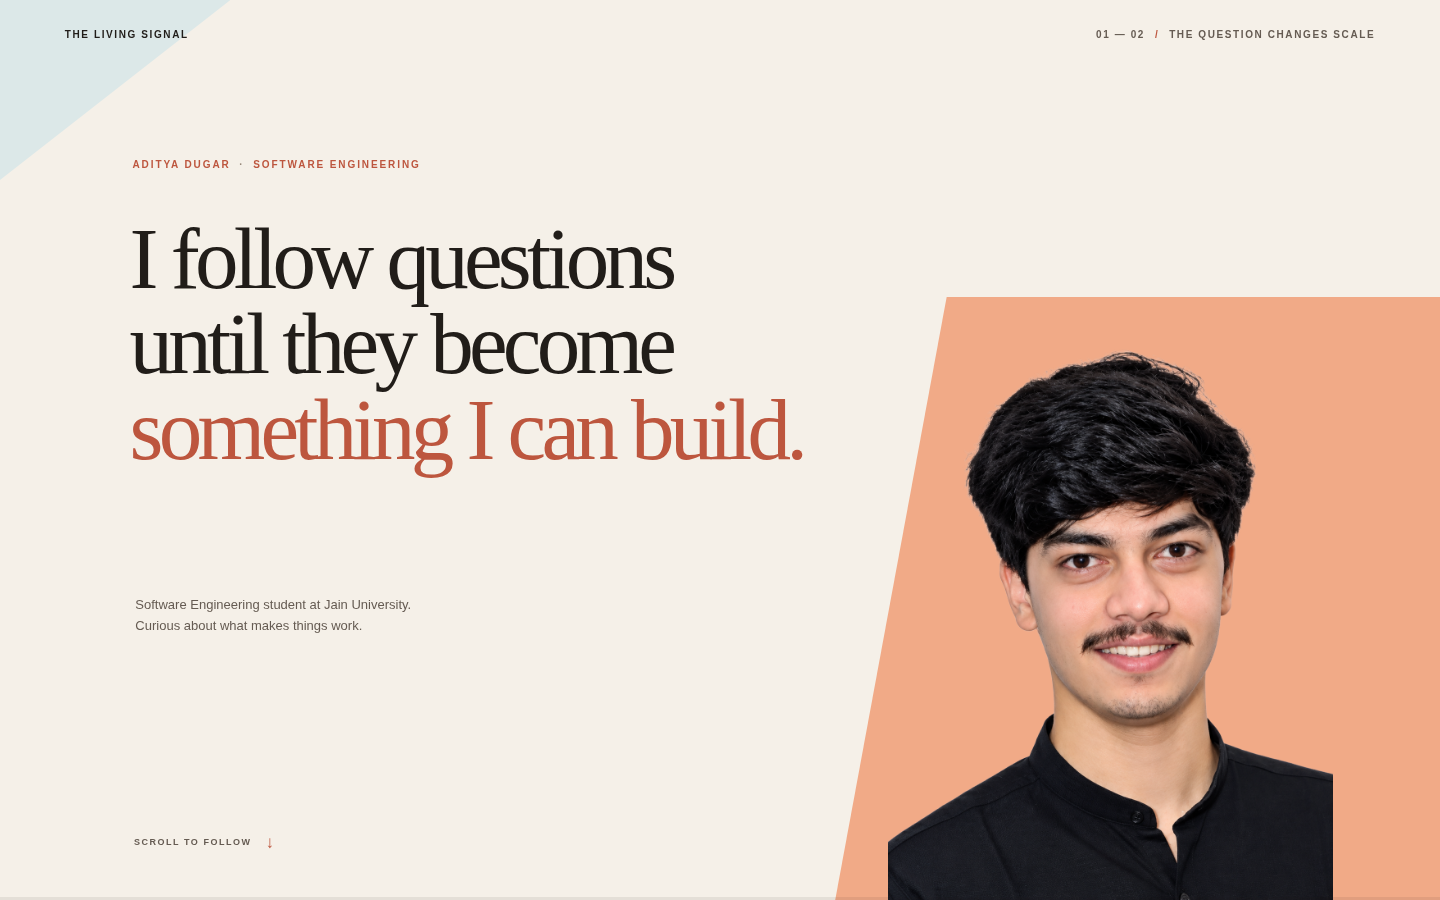 THE LIVING SIGNAL
01 — 02 / THE QUESTION CHANGES SCALE
ADITYA DUGAR · SOFTWARE ENGINEERING
I follow questions
until they become
something I can build.
Software Engineering student at Jain University.
Curious about what makes things work.
SCROLL TO FOLLOW ↓